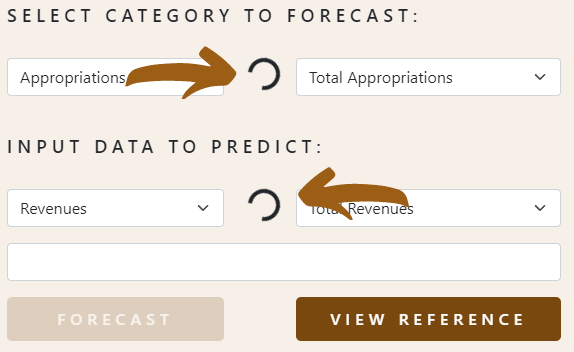 SELECT CATEGORY TO FORECAST:
Appropriations Total Appropriations
INPUT DATA TO PREDICT:
Revenues Total Revenues
FORECAST VIEW REFERENCE